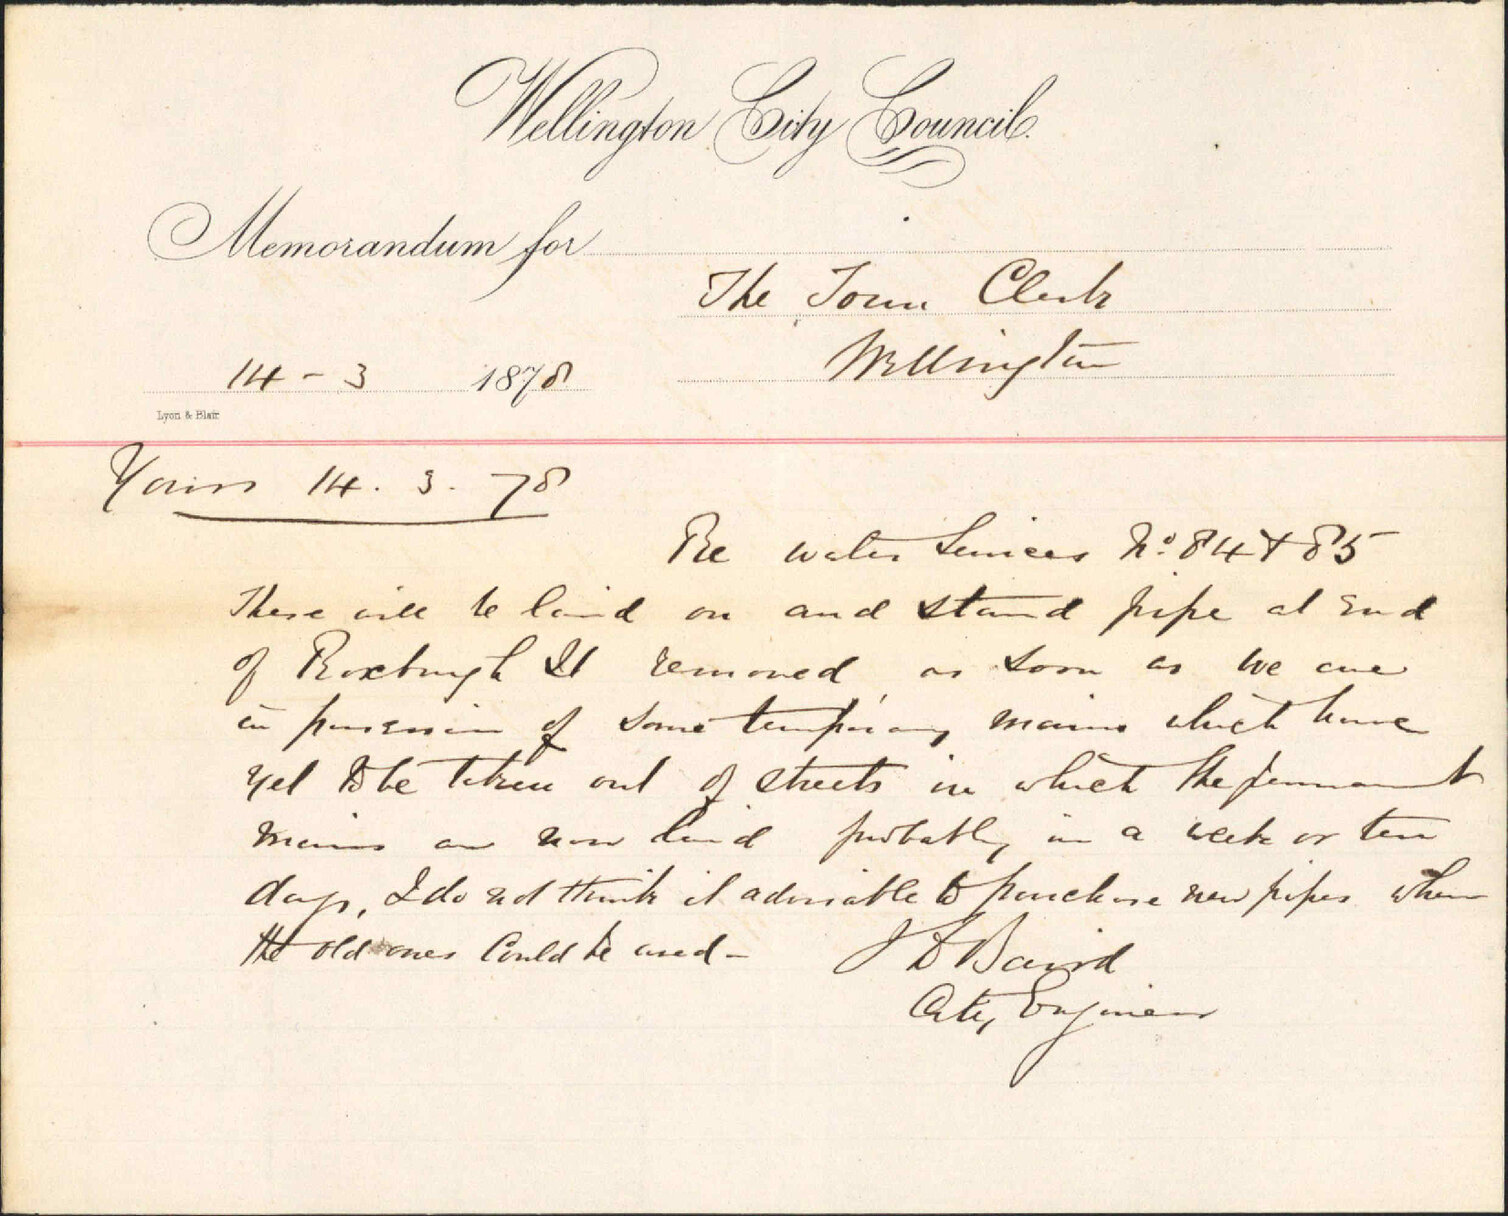 Wellington City Council.
Memorandum for
The Town Clerk
Wellington
14 - 3 1878
Lyon & Blair
Yours 14. 3. 78
Re water Services No. 84 & 85
These will be laid on and stand pipe at End
of Roxburgh St removed as soon as we are
in possession of some temporary mains which have
yet to be taken out of streets in which the permanent
mains are now laid probably in a week or ten
days, I do not think it advisable to purchase new pipes when
the old ones Could be used -
J D Baird
City Engineer